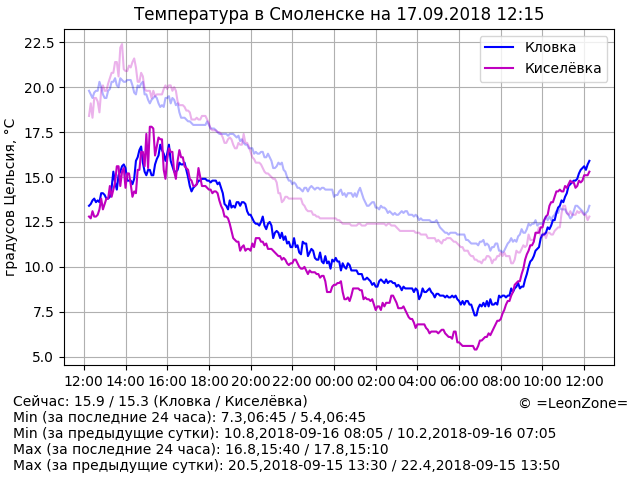 Температура в Смоленске на 17.09.2018 12:15
Кловка
Киселёвка
градусов Цельсия, °C
22.5
20.0
17.5
15.0
12.5
10.0
7.5
5.0
12:00 14:00 16:00 18:00 20:00 22:00 00:00 02:00 04:00 06:00 08:00 10:00 12:00
Сейчас: 15.9 / 15.3 (Кловка / Киселёвка)
© =LeonZone=
Min (за последние 24 часа): 7.3,06:45 / 5.4,06:45
Min (за предыдущие сутки): 10.8,2018-09-16 08:05 / 10.2,2018-09-16 07:05
Max (за последние 24 часа): 16.8,15:40 / 17.8,15:10
Max (за предыдущие сутки): 20.5,2018-09-15 13:30 / 22.4,2018-09-15 13:50